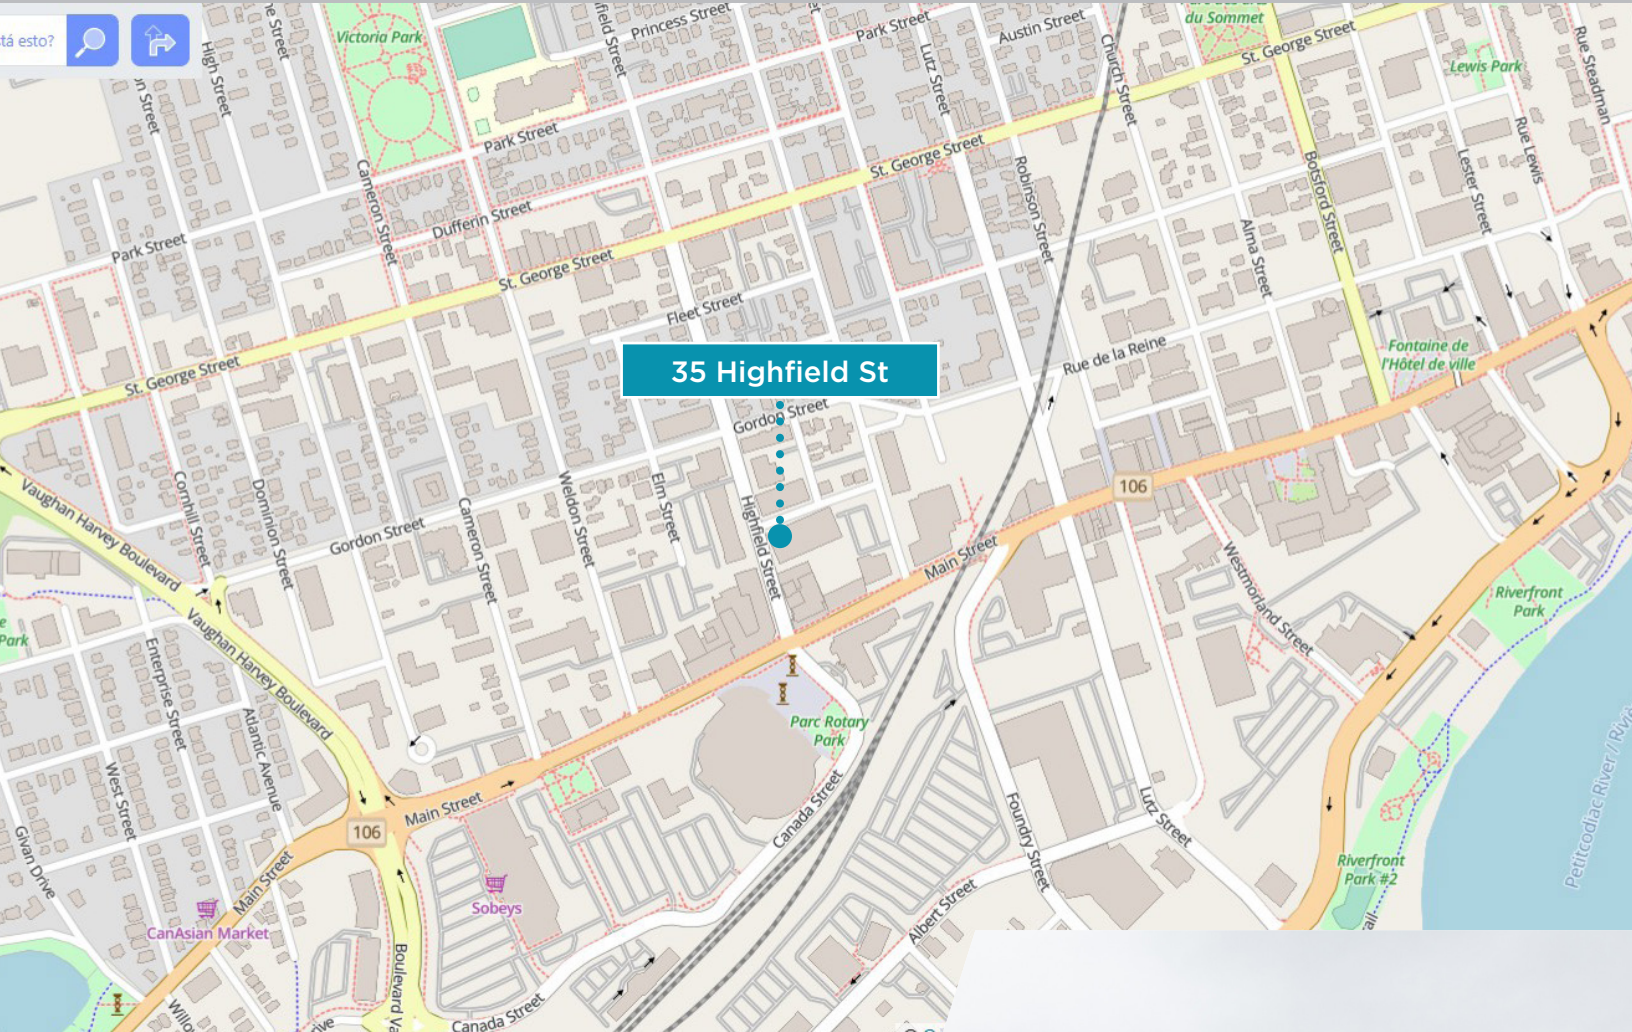 tá esto?
Victoria Park
Princess Street
Park Street
Austin Street
du Sommet
St. George Street
Lewis Park
Rue Steadman
High Street
Lutz Street
Church Street
Park Street
St. George Street
Rue Lewis
Cameron Street
Robinson Street
Botsford Street
Lester Street
Park Street
Dufferin Street
St. George Street
Alma Street
Fleet Street
Rue de la Reine
Fontaine de
l'Hôtel de ville
St. George Street
35 Highfield St
Gordon Street
106
Vaughan Harvey Boulevard
Cornhill Street
Dominion Street
Gordon Street
Cameron Street
Weldon Street
Elm Street
Highfield Street
Main Street
Westmorland Street
Riverfront
Park
Park
Vaughan Harvey Boulevard
Enterprise Street
Atlantic Avenue
West Street
Givan Drive
Parc Rotary
Park
Main Street
106
Canada Street
Foundry Street
Lutz Street
Petitcodiac River / Riviè
Riverfront
Park #2
Main Street
Sobeys
CanAsian Market
Albert Street
Canada Street